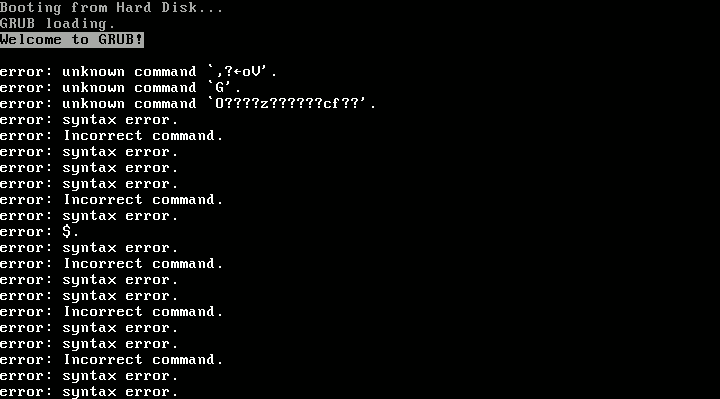 Booting from Hard Disk...
GRUB loading.
Welcome to GRUB!
error: unknown command `,?←oV'.
error: unknown command `G'.
error: unknown command `O????z??????cf??'.
error: syntax error.
error: Incorrect command.
error: syntax error.
error: syntax error.
error: syntax error.
error: Incorrect command.
error: syntax error.
error: $.
error: syntax error.
error: Incorrect command.
error: syntax error.
error: syntax error.
error: Incorrect command.
error: syntax error.
error: syntax error.
error: Incorrect command.
error: syntax error.
error: syntax error.